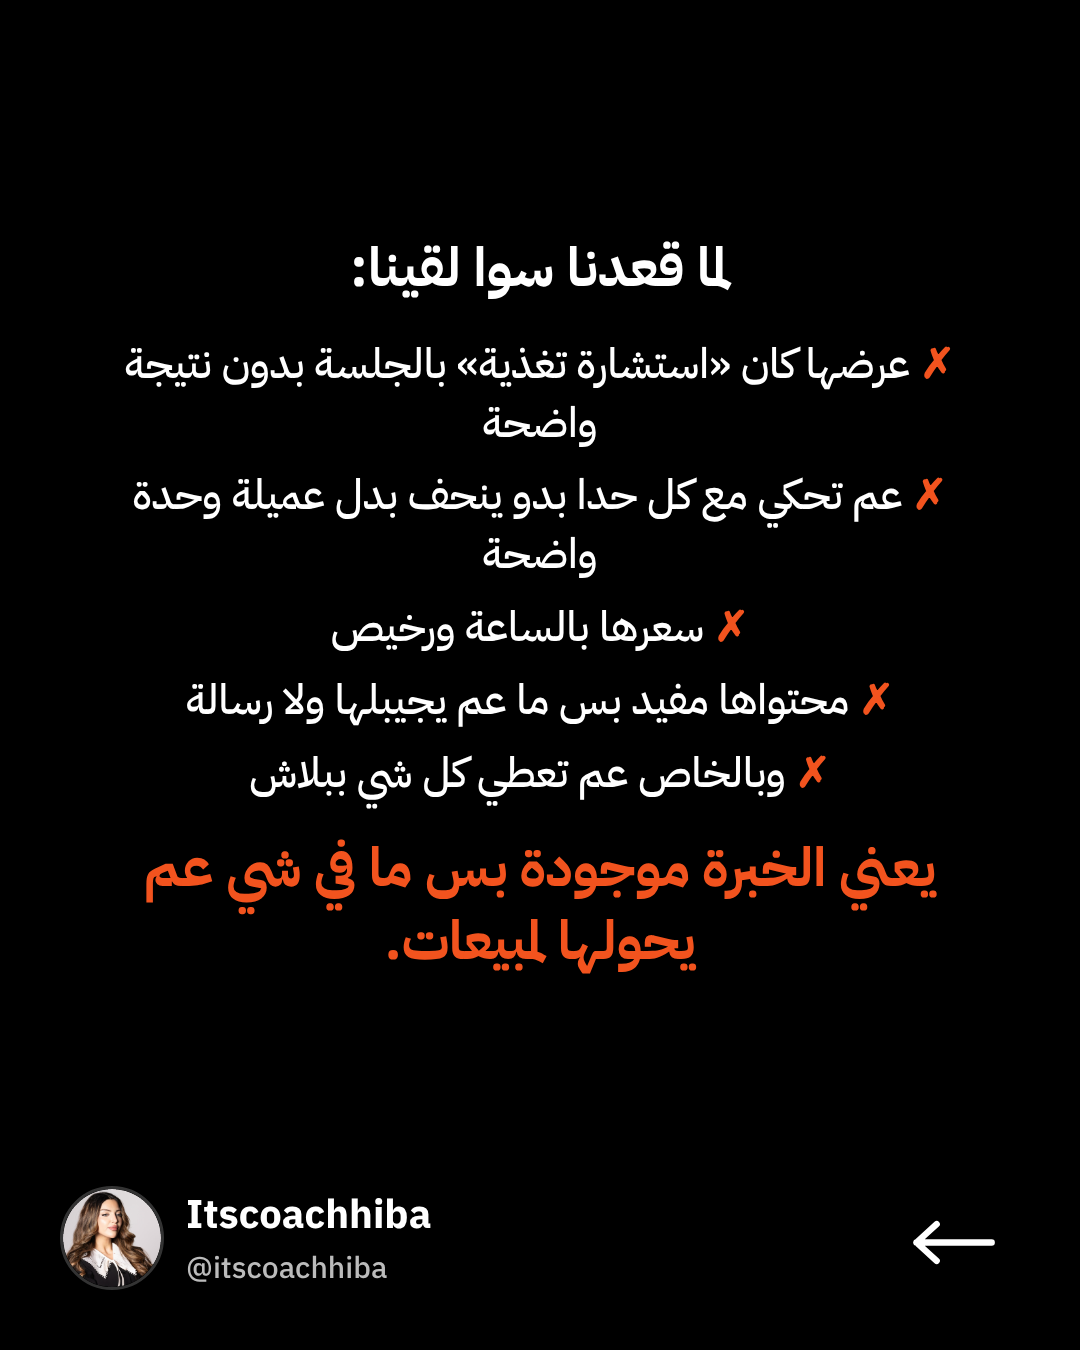 لما قعدنا سوا لقينا:
✗ عرضها كان «استشارة تغذية» بالجلسة بدون نتيجة
واضحة
✗ عم تحكي مع كل حدا بدو ينحف بدل عميلة وحدة
واضحة
✗ سعرها بالساعة ورخيص
✗ محتواها مفيد بس ما عم يجيبلها ولا رسالة
✗ وبالخاص عم تعطي كل شي ببلاش
يعني الخبرة موجودة بس ما في شي عم
يحولها لمبيعات.
Itscoachhiba
@itscoachhiba